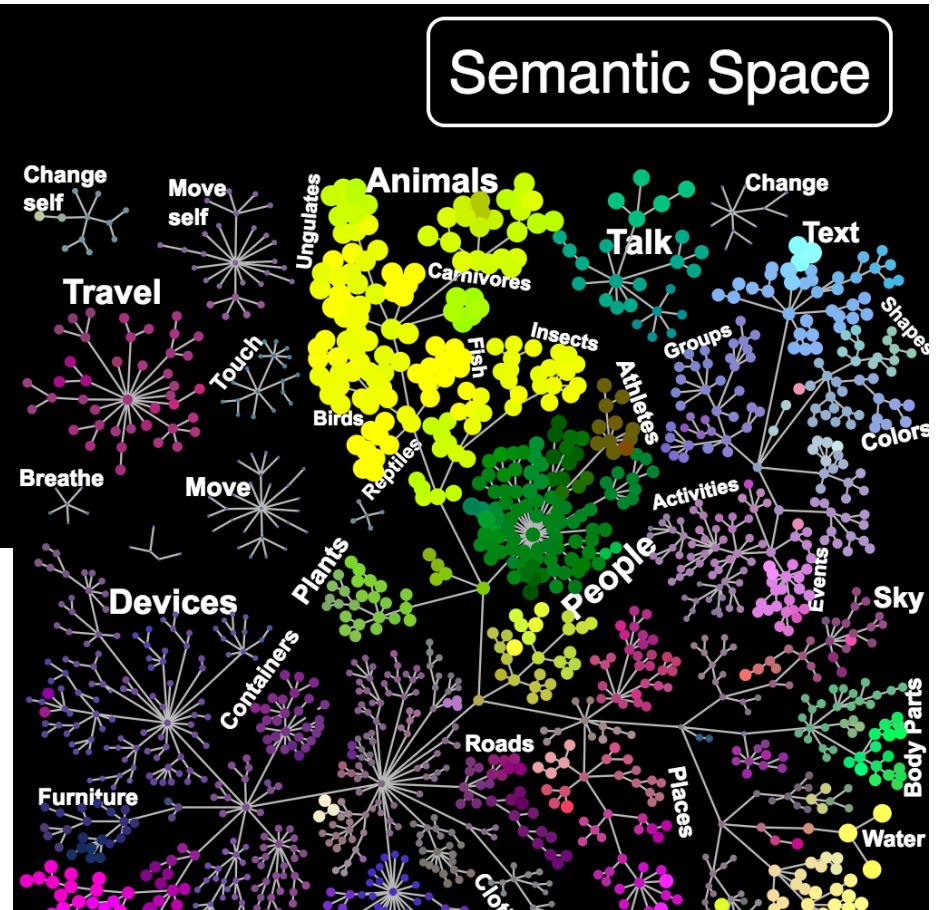 Semantic Space
Change
self
Move
self
Ungulates
Animals
Carnivores
Talk
Change
Text
Travel
Touch
Fish
Insects
Groups
Shapes
Birds
Athletes
Colors
Reptiles
Breathe
Move
Activities
Plants
People
Events
Devices
Sky
Containers
Body Parts
Roads
Places
Furniture
Water